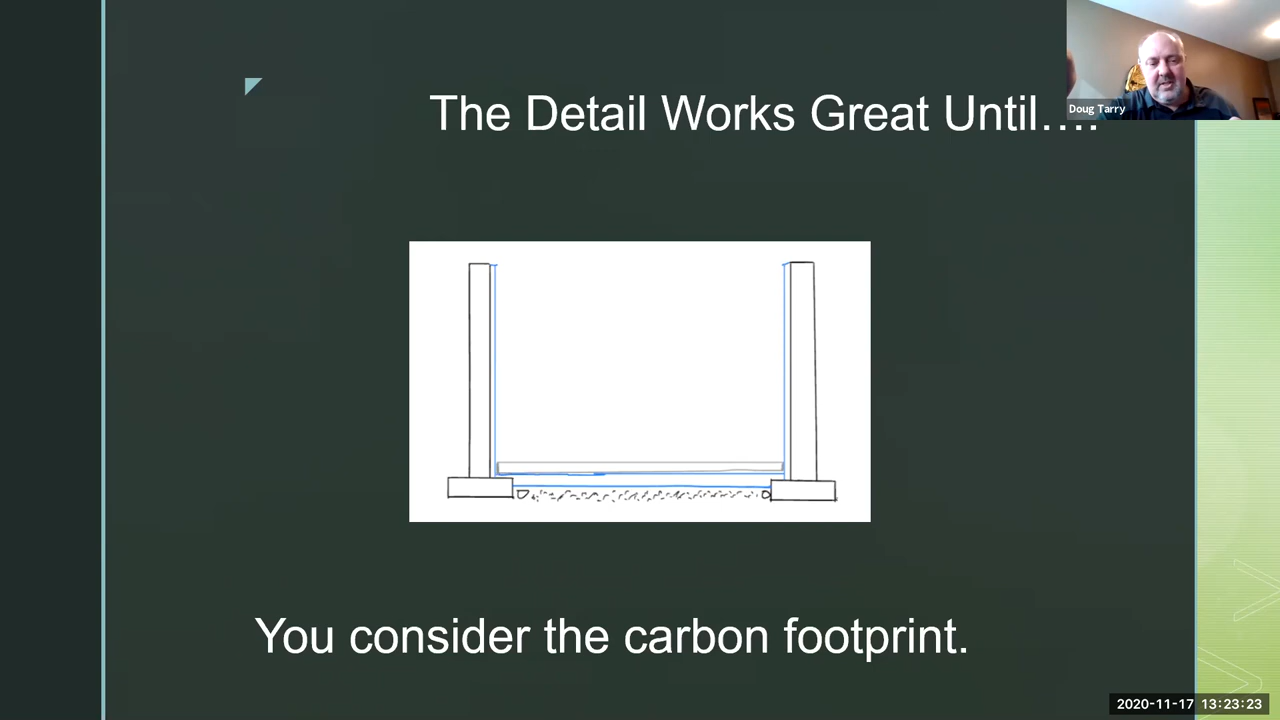 The Detail Works Great Until....
Doug Tarry
You consider the carbon footprint.
2020-11-17 13:23:23